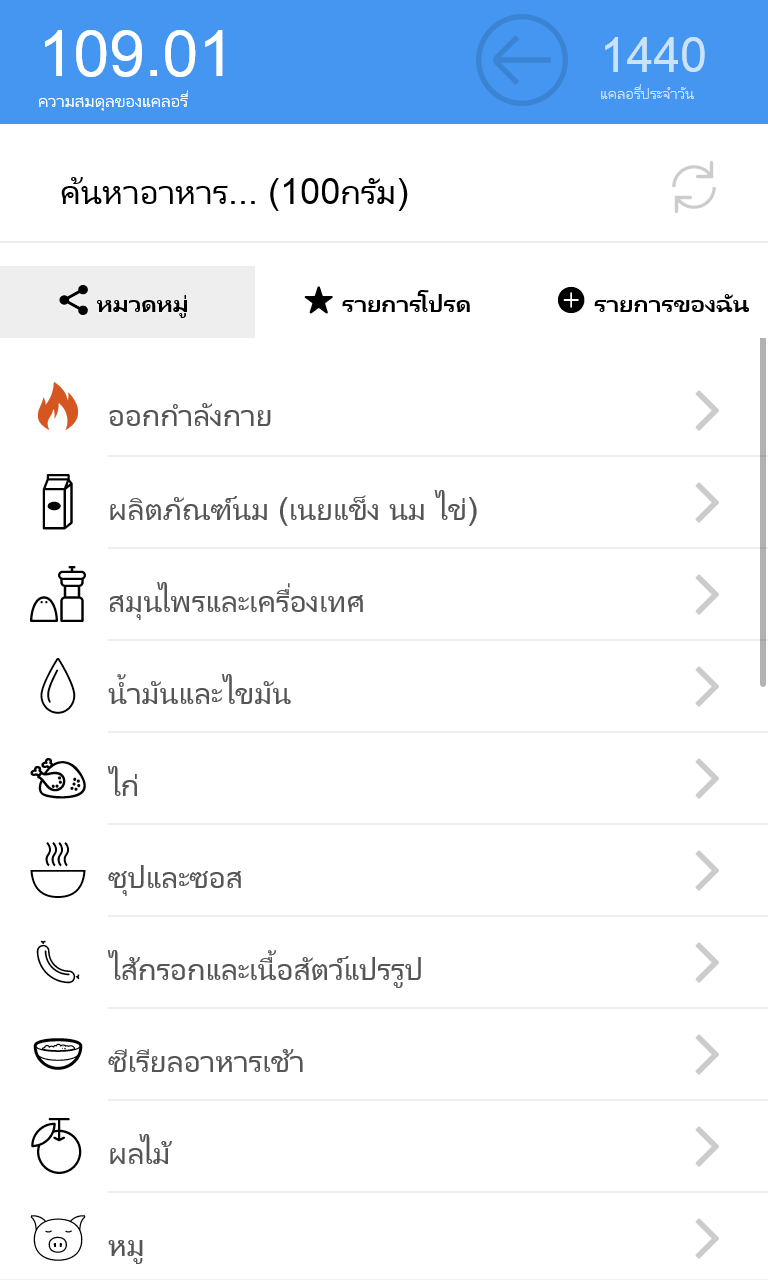 109.01
ความสมดุลของแคลอรี่
1440
แคลอรี่ประจำวัน
ค้นหาอาหาร... (100กรัม)
หมวดหมู่
รายการโปรด
รายการของฉัน
ออกกำลังกาย
ผลิตภัณฑ์นม (เนยแข็ง นม ไข่)
สมุนไพรและเครื่องเทศ
น้ำมันและไขมัน
ไก่
ซุปและซอส
ไส้กรอกและเนื้อสัตว์แปรรูป
ซีเรียลอาหารเช้า
ผลไม้
หมู